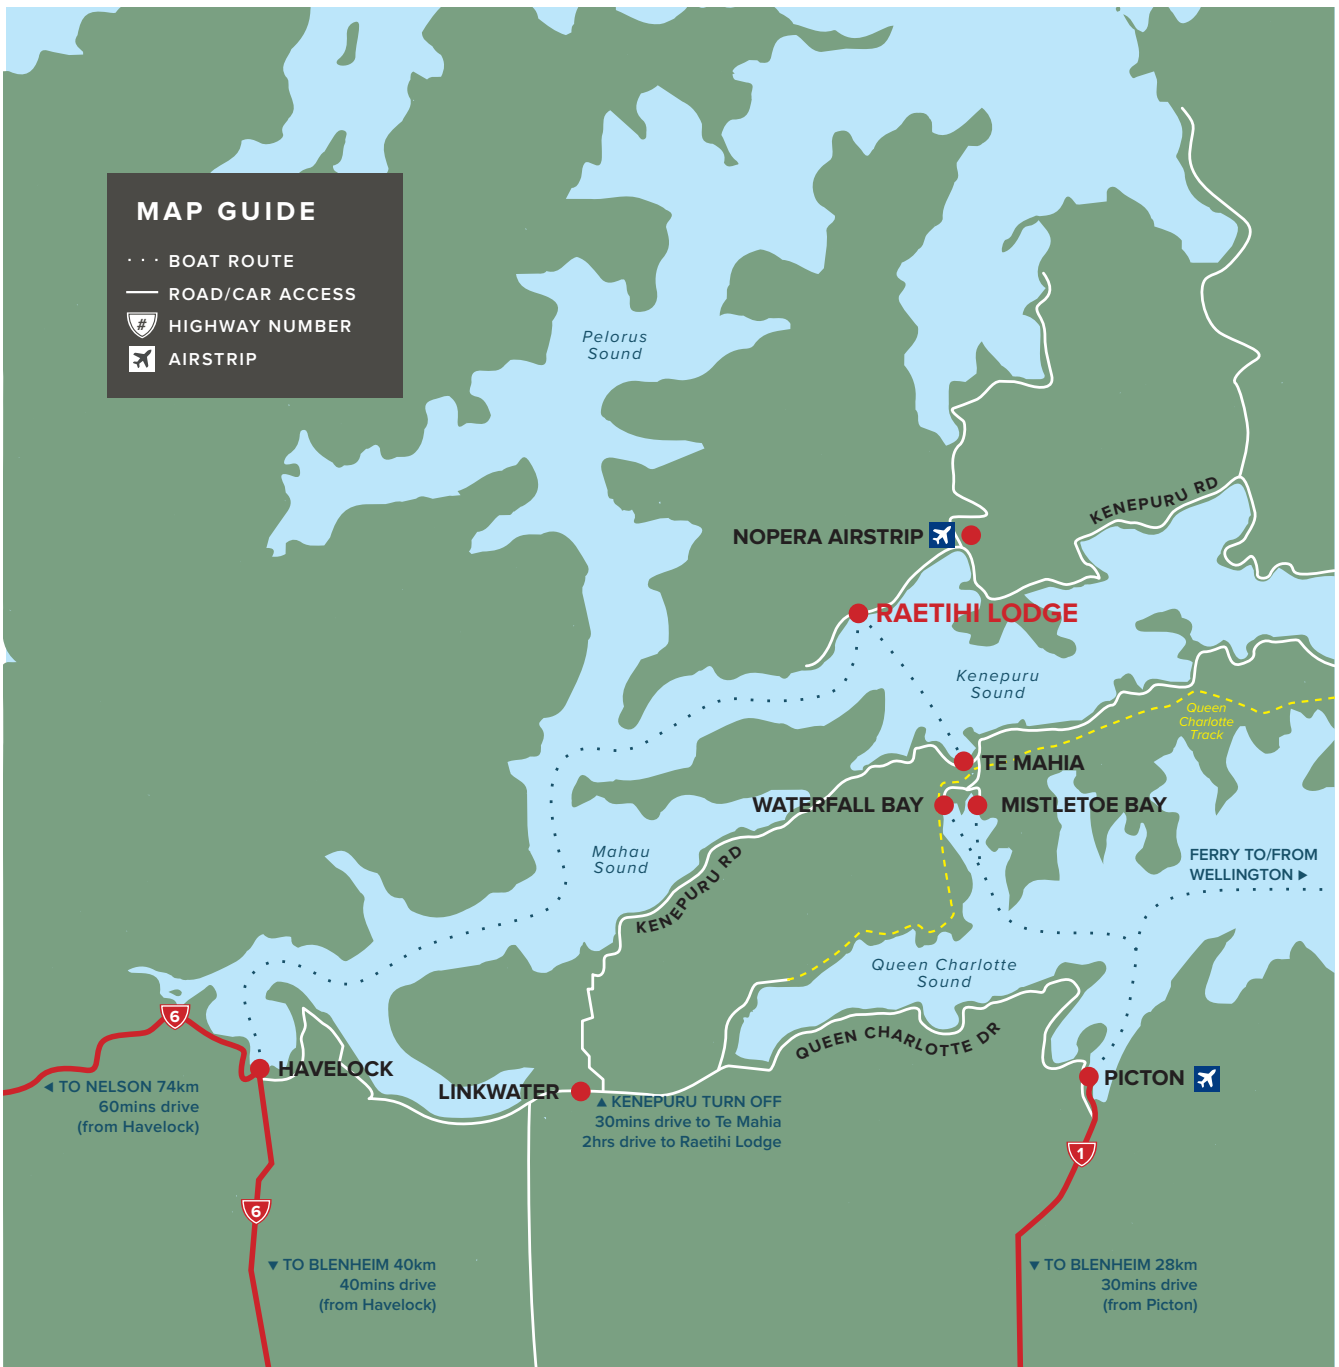 MAP GUIDE
BOAT ROUTE
ROAD/CAR ACCESS
# HIGHWAY NUMBER
AIRSTRIP
Pelorus
Sound
KENEPURU RD
NOPERA AIRSTRIP
RAETIHI LODGE
Kenepuru
Sound
Queen
Charlotte
Track
TE MAHIA
WATERFALL BAY
MISTLETOE BAY
Mahau
Sound
KENEPURU RD
FERRY TO/FROM
WELLINGTON ►
Queen Charlotte
Sound
QUEEN CHARLOTTE DR
6
HAVELOCK
◄ TO NELSON 74km
60mins drive
(from Havelock)
LINKWATER
▲ KENEPURU TURN OFF
30mins drive to Te Mahia
2hrs drive to Raetihi Lodge
PICTON
1
6
▼ TO BLENHEIM 40km
40mins drive
(from Havelock)
▼ TO BLENHEIM 28km
30mins drive
(from Picton)